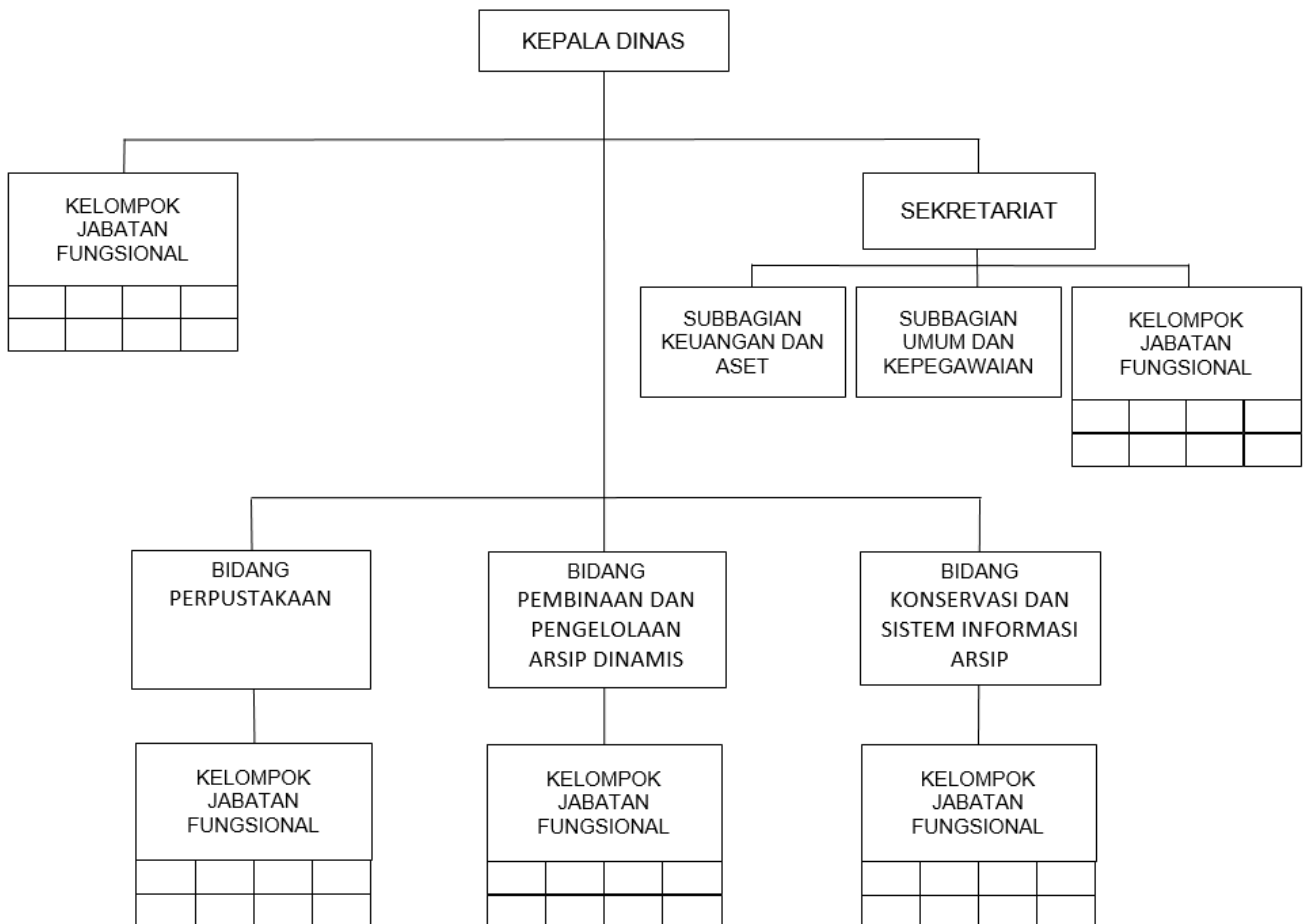 KEPALA DINAS
KELOMPOK
JABATAN
FUNGSIONAL
SEKRETARIAT
SUBBAGIAN
KEUANGAN DAN
ASET
SUBBAGIAN
UMUM DAN
KEPEGAWAIAN
KELOMPOK
JABATAN
FUNGSIONAL
BIDANG
PERPUSTAKAAN
BIDANG
PEMBINAAN DAN
PENGELOLAAN
ARSIP DINAMIS
BIDANG
KONSERVASI DAN
SISTEM INFORMASI
ARSIP
KELOMPOK
JABATAN
FUNGSIONAL
KELOMPOK
JABATAN
FUNGSIONAL
KELOMPOK
JABATAN
FUNGSIONAL